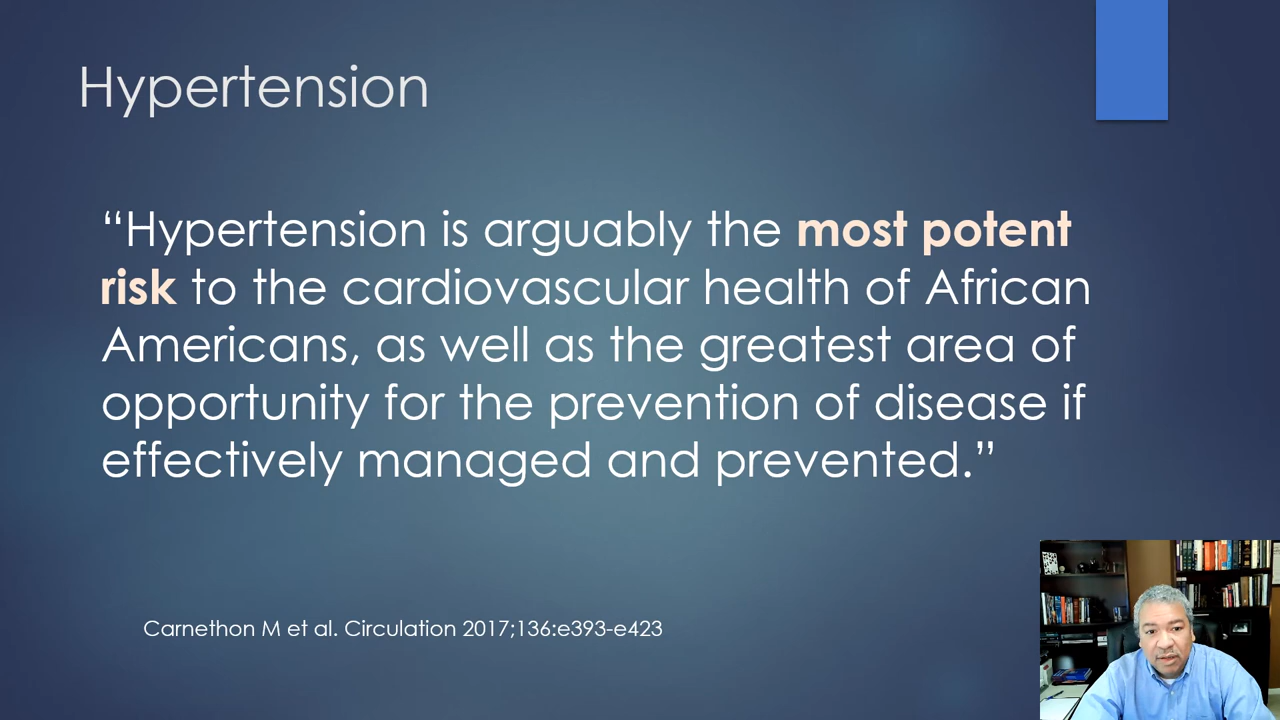 Hypertension
“Hypertension is arguably the most potent
risk to the cardiovascular health of African
Americans, as well as the greatest area of
opportunity for the prevention of disease if
effectively managed and prevented.”
Carnethon M et al. Circulation 2017;136:e393-e423